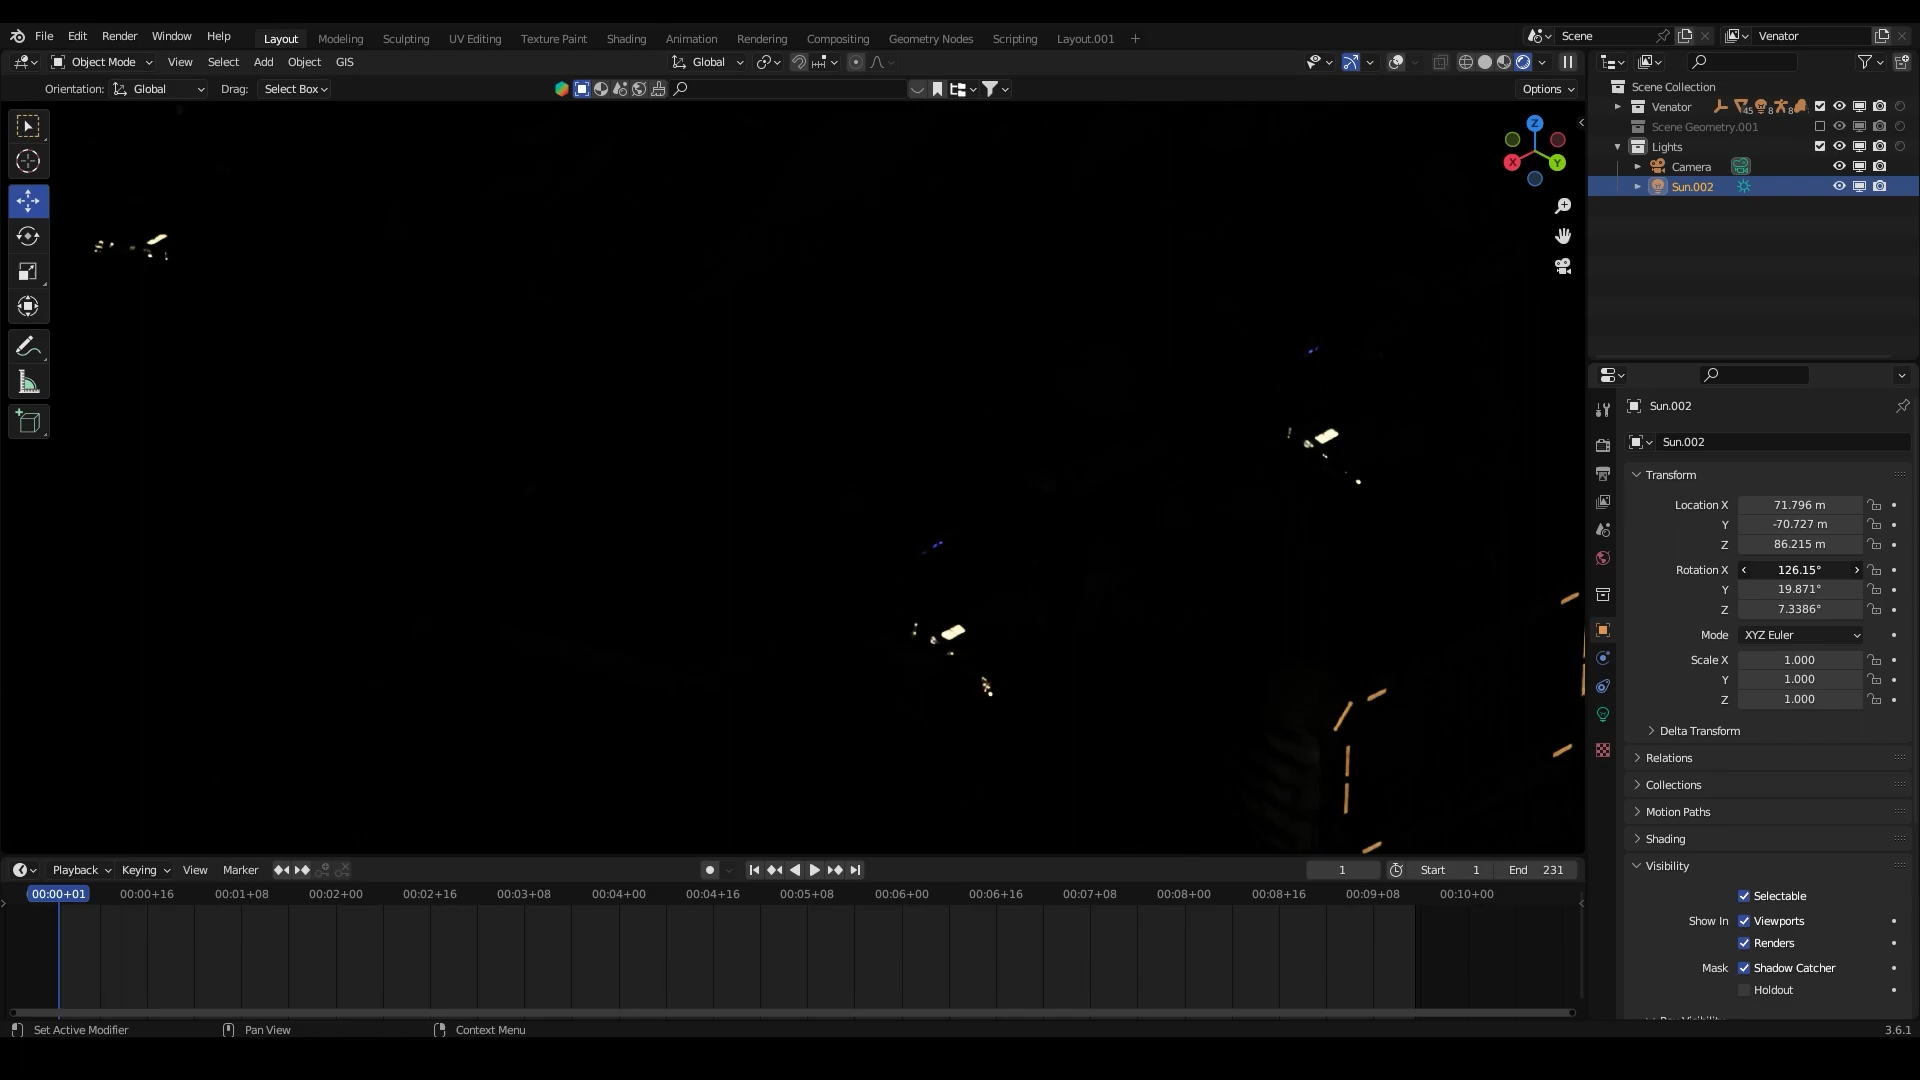 File Edit Render Window Help Layout Modeling Sculpting UV Editing Texture Paint Shading Animation Rendering Compositing Geometry Nodes Scripting Layout.001 + Scene Venator
Object Mode View Select Add Object GIS Global
Orientation: Global Drag: Select Box Options
Scene Collection
Venator 45 8 8
Scene Geometry.001
Lights
Camera
Sun.002
Z
X Y
Sun.002
Sun.002
Transform
Location X 71.796 m
Y -70.727 m
Z 86.215 m
Rotation X 126.15°
Y 19.871°
Z 7.3386°
Mode XYZ Euler
Scale X 1.000
Y 1.000
Z 1.000
Delta Transform
Relations
Collections
Motion Paths
Shading
Visibility
Selectable
Show In Viewports
Renders
Mask Shadow Catcher
Holdout
Playback Keying View Marker 1 Start 1 End 231
00:00+01 00:00+16 00:01+08 00:02+00 00:02+16 00:03+08 00:04+00 00:04+16 00:05+08 00:06+00 00:06+16 00:07+08 00:08+00 00:08+16 00:09+08 00:10+00
Set Active Modifier Pan View Context Menu 3.6.1